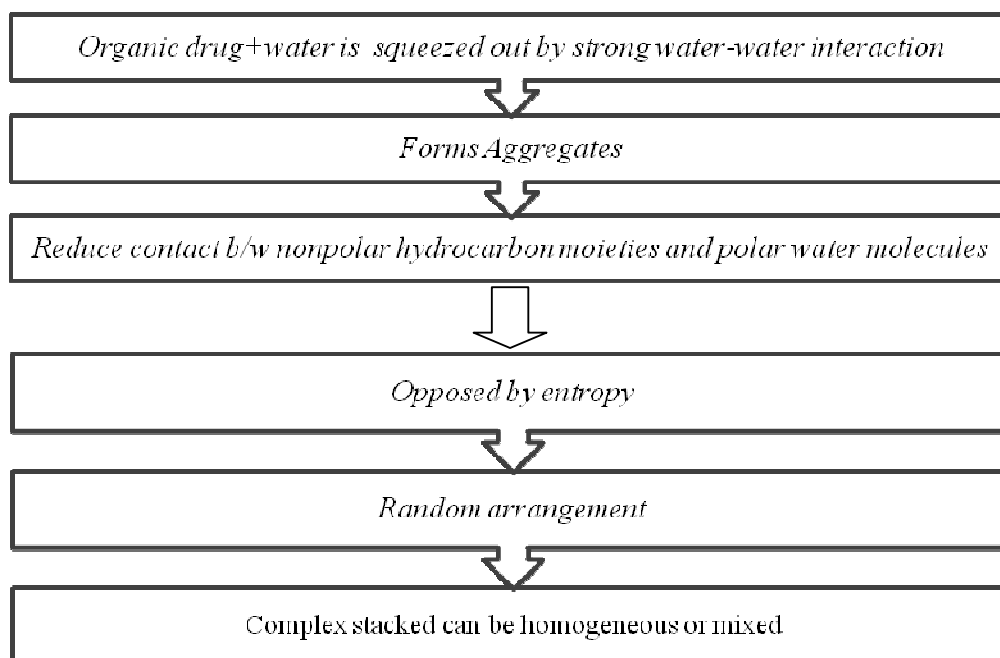 Organic drug+water is squeezed out by strong water-water interaction
Forms Aggregates
Reduce contact b/w nonpolar hydrocarbon moieties and polar water molecules
Opposed by entropy
Random arrangement
Complex stacked can be homogeneous or mixed